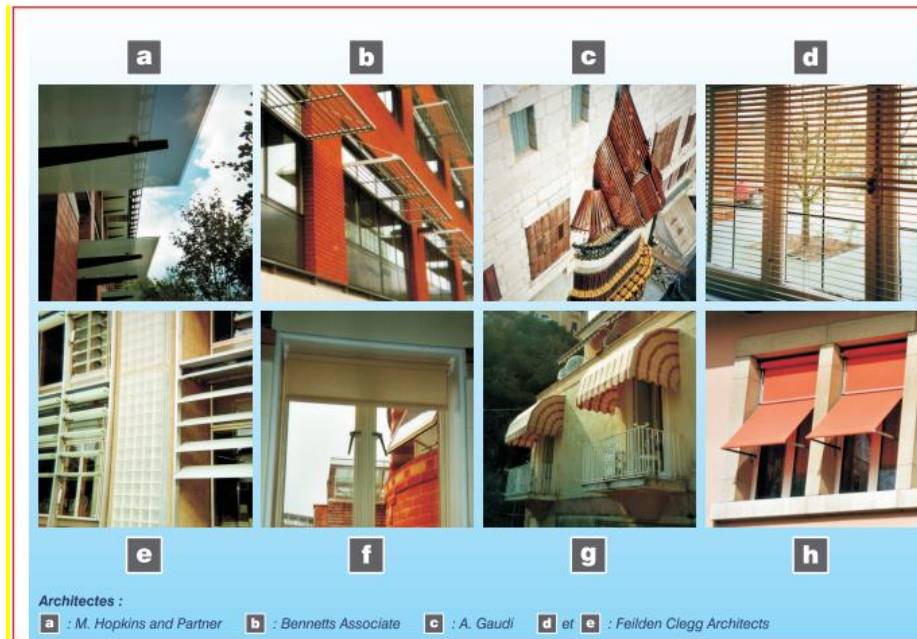 a b c d
e f g h
Architectes :
a : M. Hopkins and Partner b : Bennetts Associate c : A. Gaudi d et e : Feilden Clegg Architects